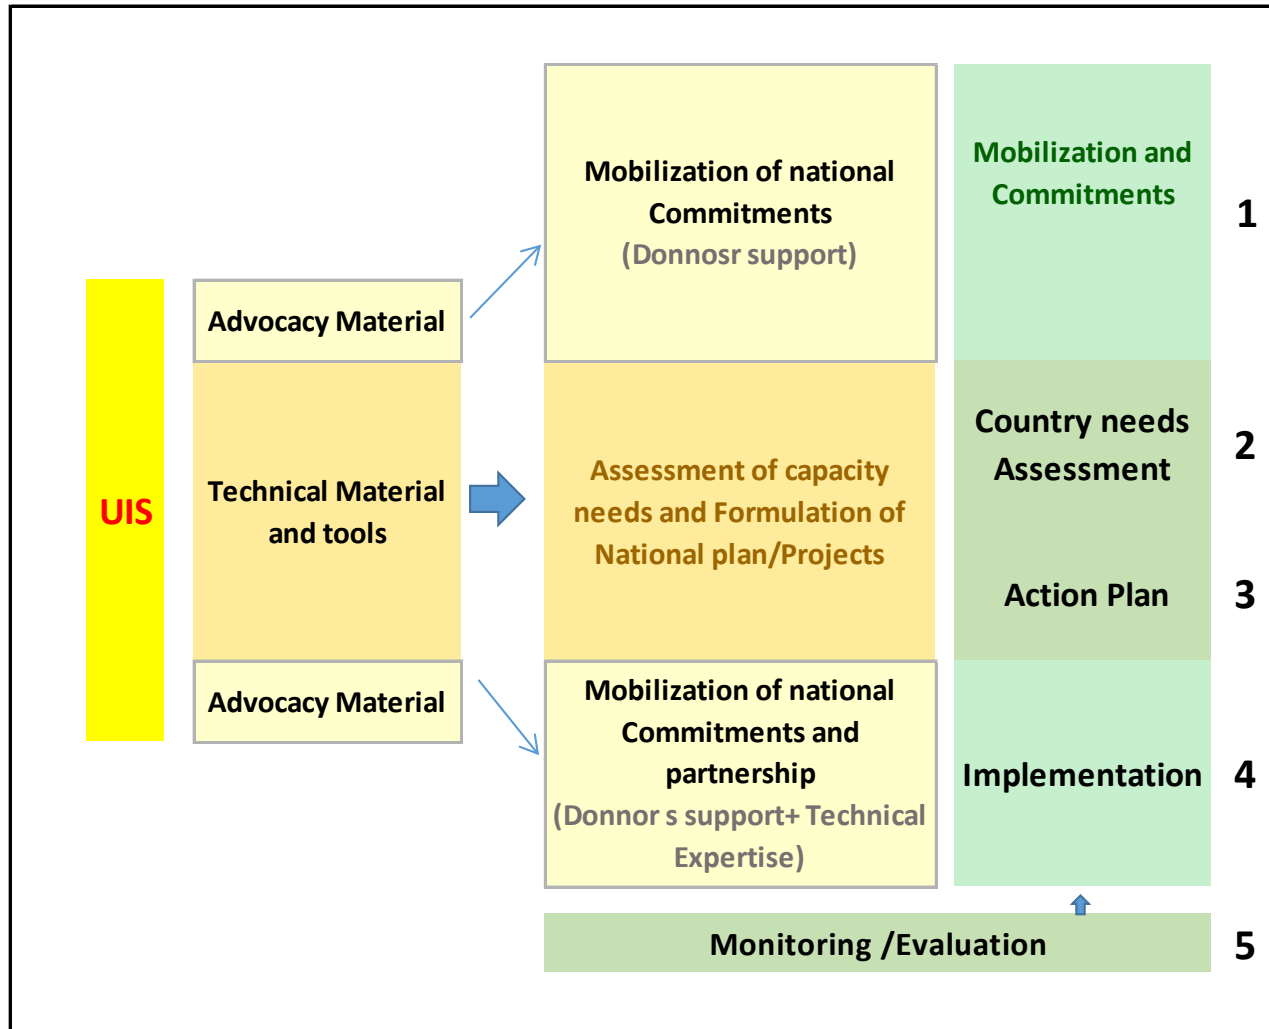 UIS
Advocacy Material
Technical Material
and tools
Advocacy Material
Mobilization of national
Commitments
(Donnosr support)
Assessment of capacity
needs and Formulation of
National plan/Projects
Mobilization of national
Commitments and
partnership
(Donnor s support+ Technical
Expertise)
Mobilization and
Commitments
1
Country needs
Assessment
2
Action Plan
3
Implementation
4
Monitoring /Evaluation
5